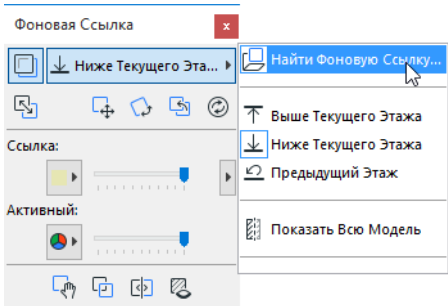 Фоновая Ссылка
x
Ниже Текущего Эта...
Найти Фоновую Ссылку...
Выше Текущего Этажа
Ниже Текущего Этажа
Предыдущий Этаж
Показать Всю Модель
Ссылка:
Активный: